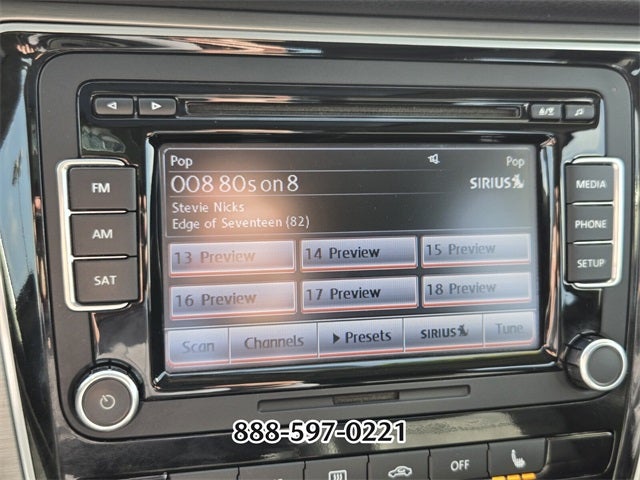 Pop Pop
008 80s on 8 SIRIUS
Stevie Nicks
Edge of Seventeen (82)
13 Preview 14 Preview 15 Preview
16 Preview 17 Preview 18 Preview
Scan Channels Presets SIRIUS Tune
FM
AM
SAT
MEDIA
PHONE
SETUP
888-597-0221
OFF